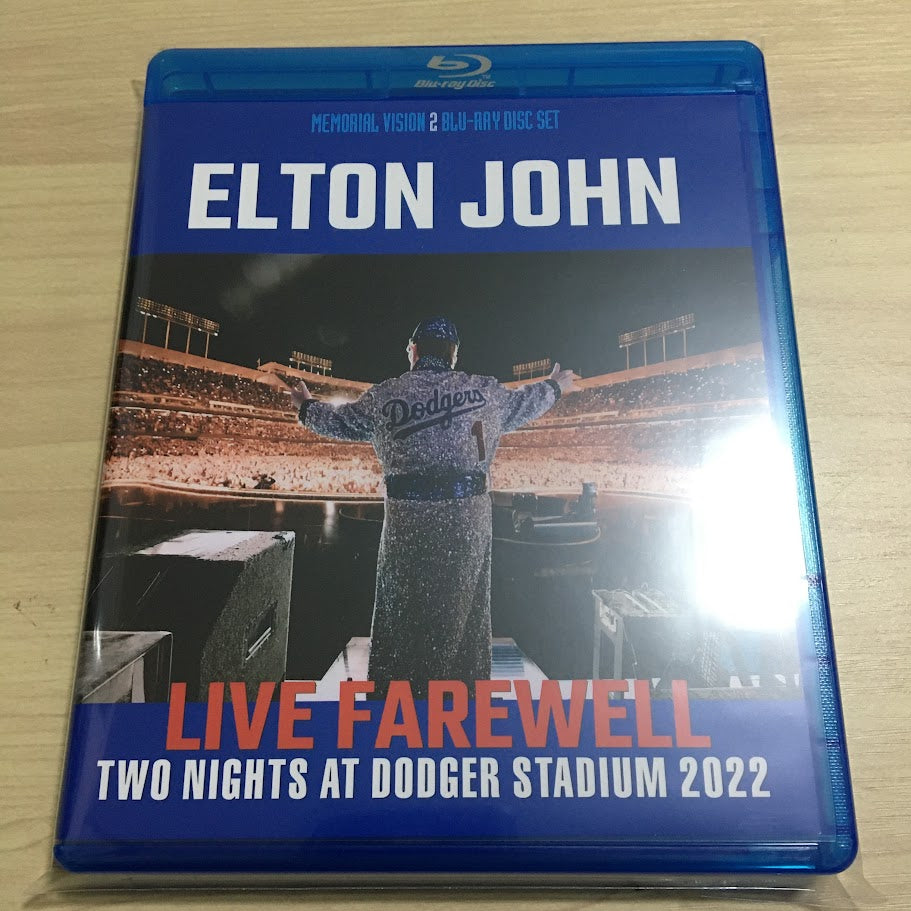 Blu-ray Disc™
MEMORIAL VISION 2 BLU-RAY DISC SET
ELTON JOHN
Dodgers
1
LIVE FAREWELL
TWO NIGHTS AT DODGER STADIUM 2022